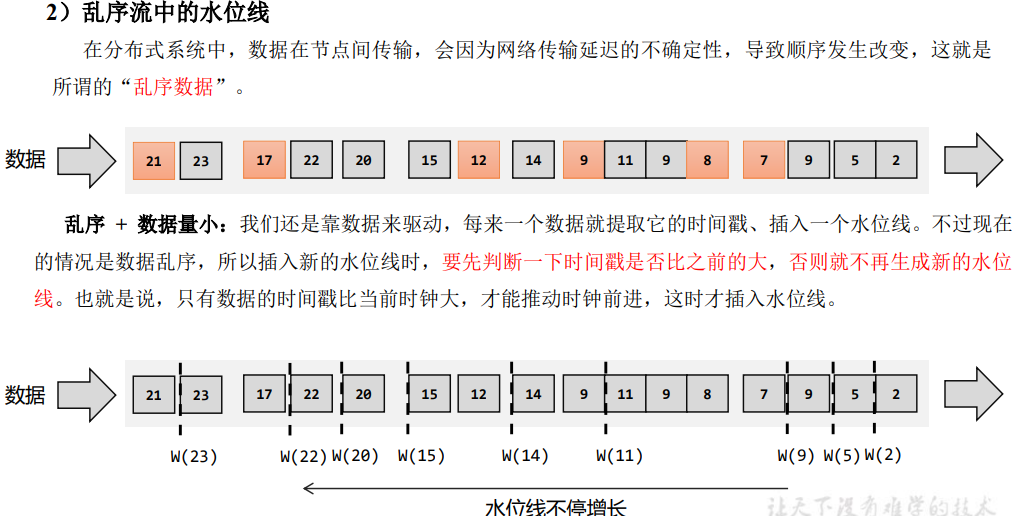 2）乱序流中的水位线
在分布式系统中，数据在节点间传输，会因为网络传输延迟的不确定性，导致顺序发生改变，这就是
所谓的“乱序数据”。
数据 21 23 17 22 20 15 12 14 9 11 9 8 7 9 5 2
乱序 + 数据量小：我们还是靠数据来驱动，每来一个数据就提取它的时间戳、插入一个水位线。不过现在
的情况是数据乱序，所以插入新的水位线时，要先判断一下时间戳是否比之前的大，否则就不再生成新的水位
线。也就是说，只有数据的时间戳比当前时钟大，才能推动时钟前进，这时才插入水位线。
数据 21 23 17 22 20 15 12 14 9 11 9 8 7 9 5 2
W(23) W(22) W(20) W(15) W(14) W(11) W(9) W(5) W(2)
水位线不停增长
让天下没有难学的技术